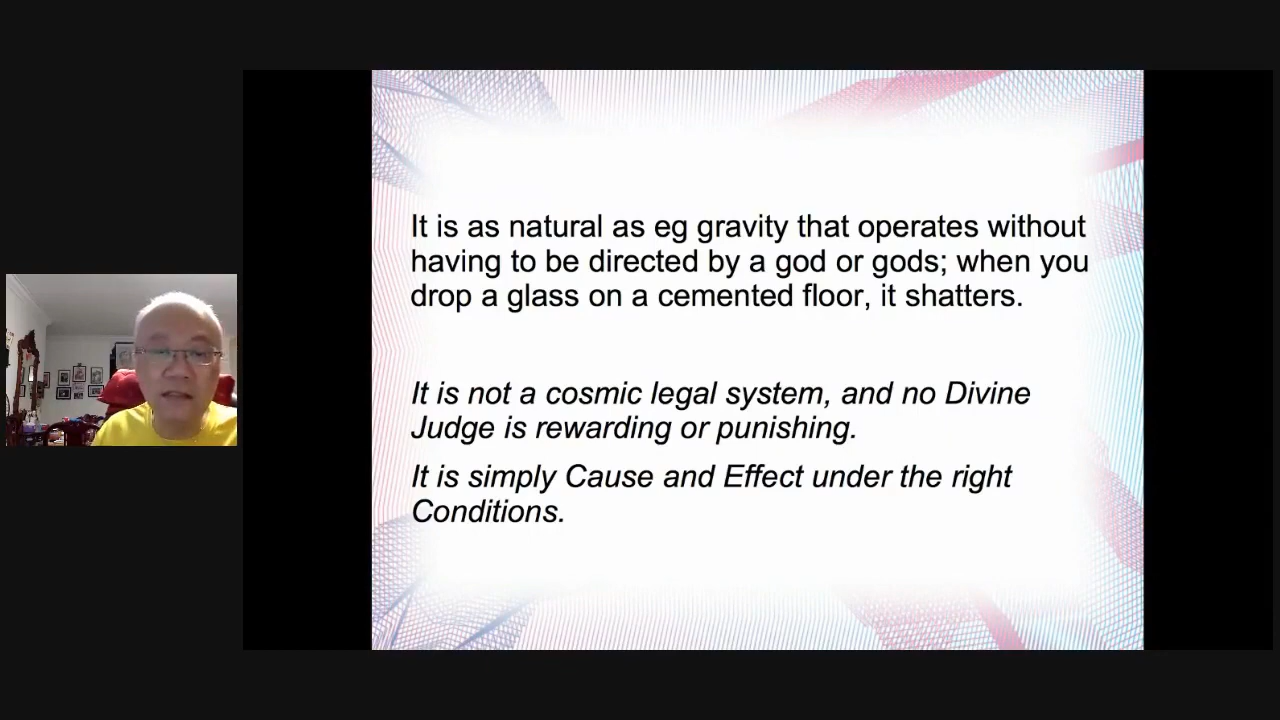 It is as natural as eg gravity that operates without
having to be directed by a god or gods; when you
drop a glass on a cemented floor, it shatters.
It is not a cosmic legal system, and no Divine
Judge is rewarding or punishing.
It is simply Cause and Effect under the right
Conditions.